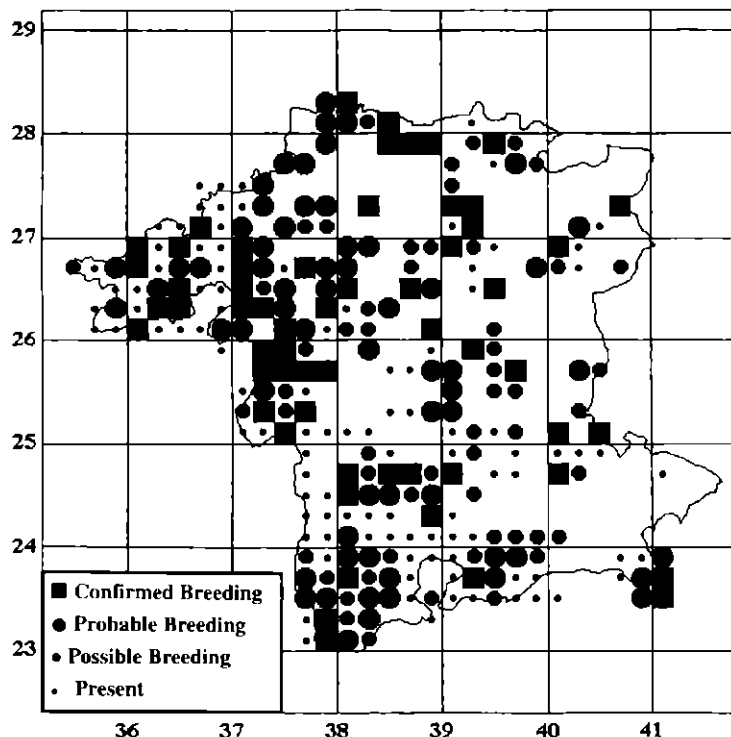 29
28
27
26
25
24
23
Confirmed Breeding
Probable Breeding
Possible Breeding
Present
36 37 38 39 40 41